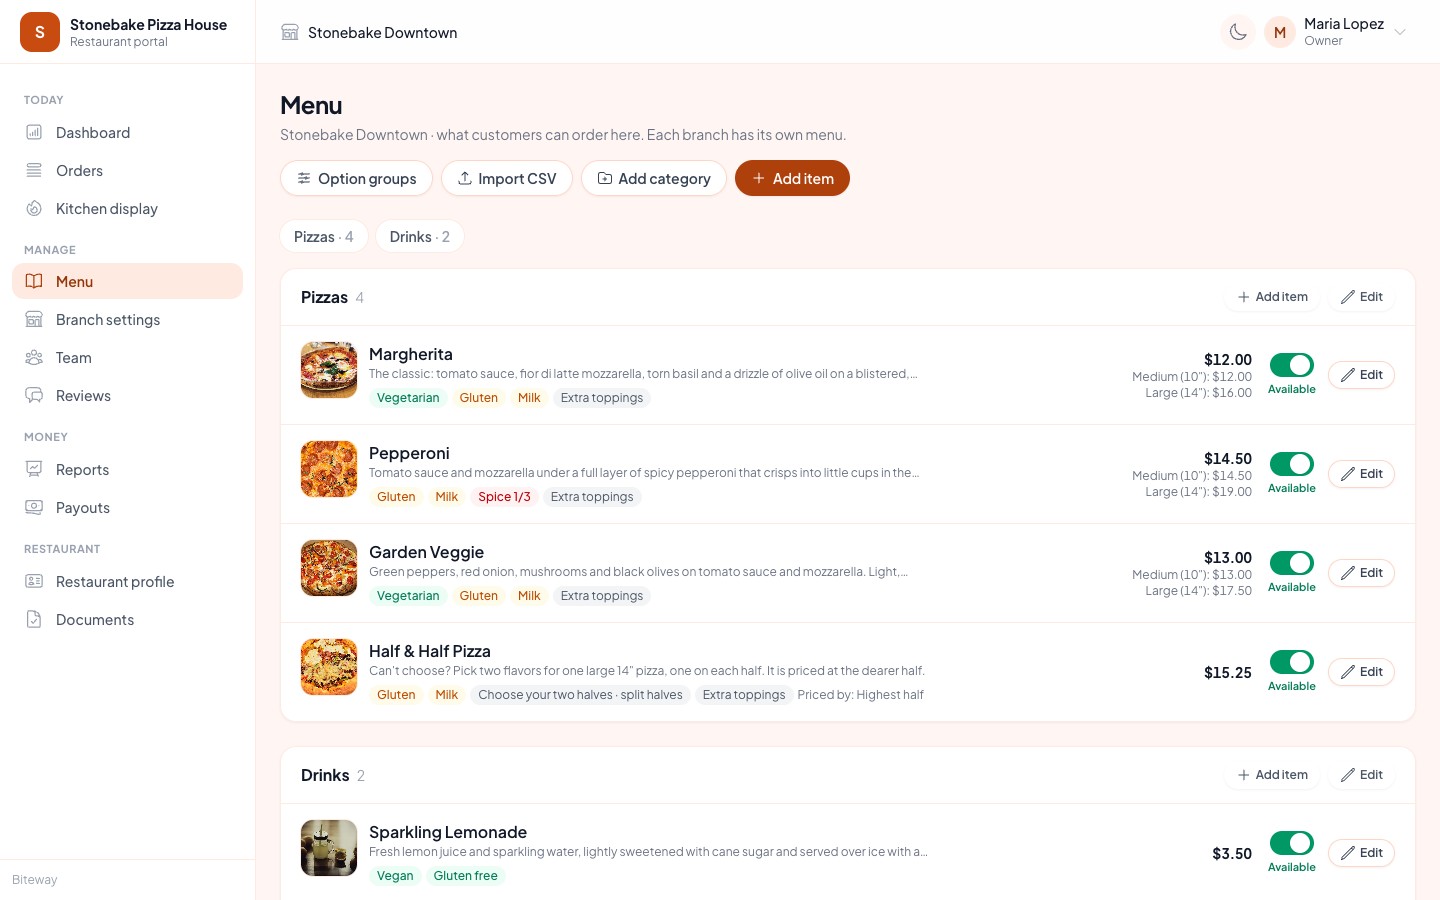 S
Stonebake Pizza House
Restaurant portal
TODAY
Dashboard
Orders
Kitchen display
MANAGE
Menu
Branch settings
Team
Reviews
MONEY
Reports
Payouts
RESTAURANT
Restaurant profile
Documents
Biteway
Stonebake Downtown
M
Maria Lopez
Owner
Menu
Stonebake Downtown · what customers can order here. Each branch has its own menu.
Option groups
Import CSV
Add category
Add item
Pizzas · 4
Drinks · 2
Pizzas 4
Add item
Edit
Margherita
The classic: tomato sauce, fior di latte mozzarella, torn basil and a drizzle of olive oil on a blistered,…
Vegetarian Gluten Milk Extra toppings
$12.00
Medium (10"): $12.00
Large (14"): $16.00
Available
Edit
Pepperoni
Tomato sauce and mozzarella under a full layer of spicy pepperoni that crisps into little cups in the…
Gluten Milk Spice 1/3 Extra toppings
$14.50
Medium (10"): $14.50
Large (14"): $19.00
Available
Edit
Garden Veggie
Green peppers, red onion, mushrooms and black olives on tomato sauce and mozzarella. Light,…
Vegetarian Gluten Milk Extra toppings
$13.00
Medium (10"): $13.00
Large (14"): $17.50
Available
Edit
Half & Half Pizza
Can't choose? Pick two flavors for one large 14" pizza, one on each half. It is priced at the dearer half.
Gluten Milk Choose your two halves · split halves Extra toppings Priced by: Highest half
$15.25
Available
Edit
Drinks 2
Add item
Edit
Sparkling Lemonade
Fresh lemon juice and sparkling water, lightly sweetened with cane sugar and served over ice with a…
Vegan Gluten free
$3.50
Available
Edit